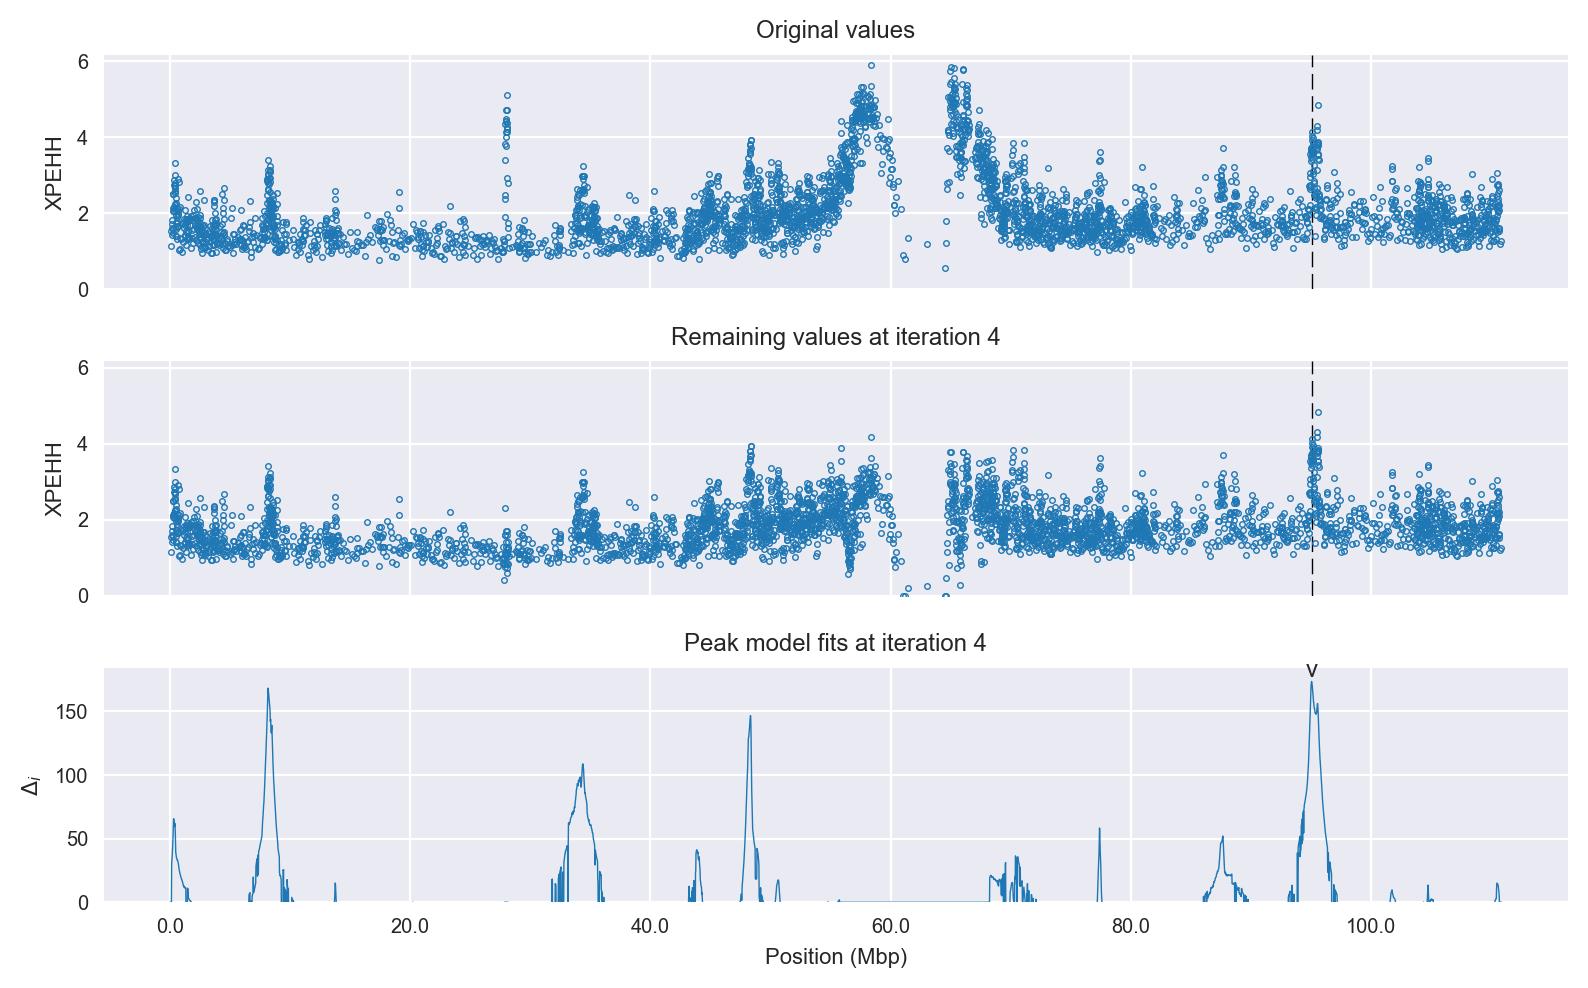 Original values
6
4
2
0
XPEHH
Remaining values at iteration 4
6
4
2
0
XPEHH
Peak model fits at iteration 4
v
150
100
50
0
Δi
0.0 20.0 40.0 60.0 80.0 100.0
Position (Mbp)